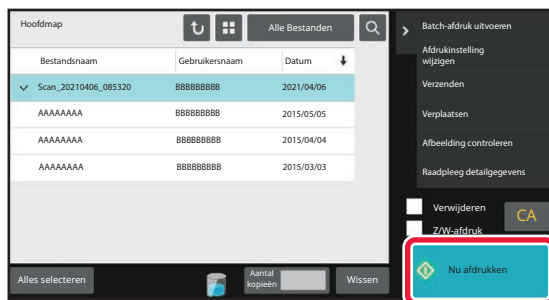 Hoofdmap
Alle Bestanden
Bestandsnaam Gebruikersnaam Datum
Scan_20210406_085320 BBBBBBBBB 2021/04/06
AAAAAAAA BBBBBBBBB 2015/05/05
AAAAAAAA BBBBBBBBB 2015/04/04
AAAAAAAA BBBBBBBBB 2015/03/03
Alles selecteren
Aantal
kopieën
Wissen
Batch-afdruk uitvoeren
Afdrukinstelling
wijzigen
Verzenden
Verplaatsen
Afbeelding controleren
Raadpleeg detailgegevens
Verwijderen
CA
Z/W-afdruk
Nu afdrukken